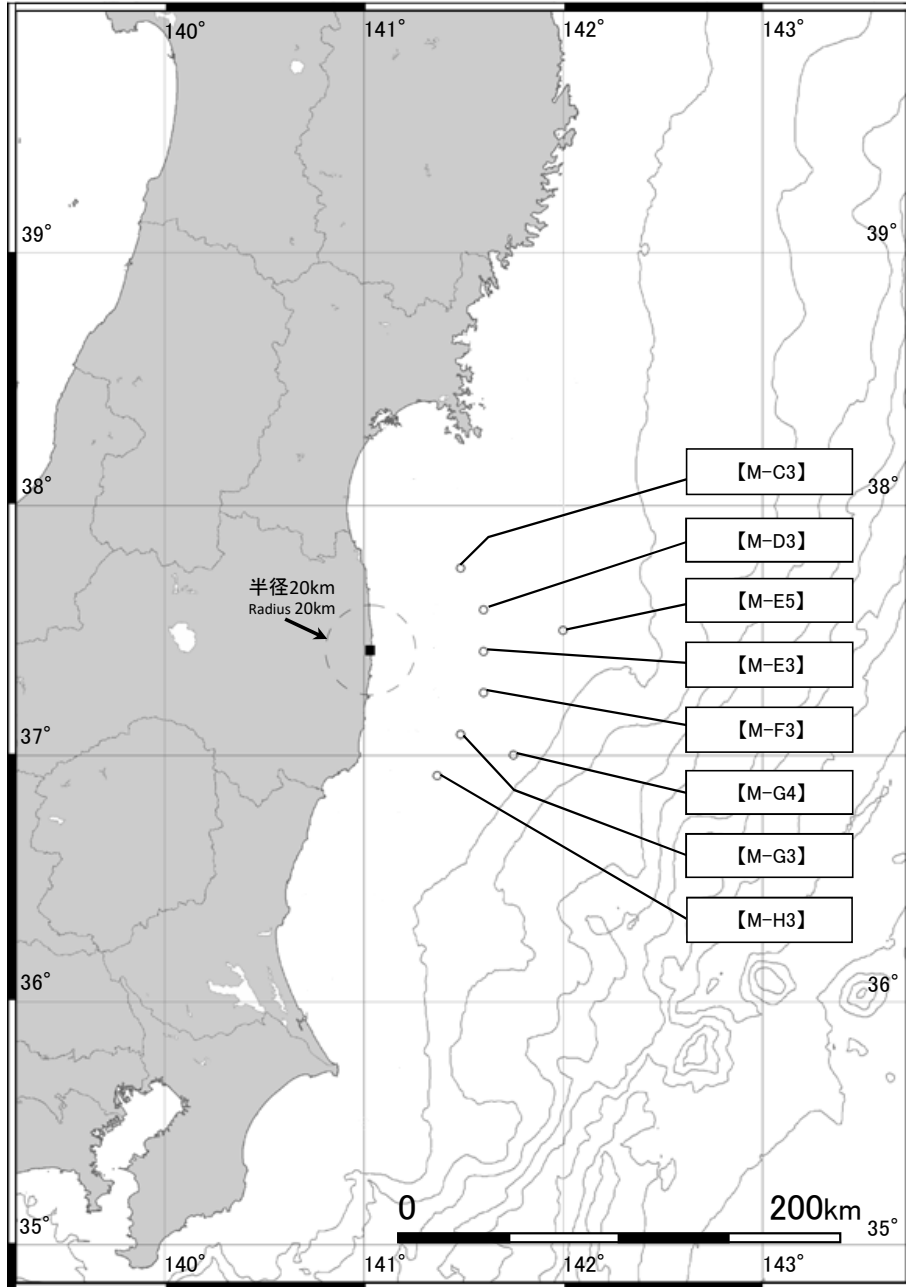 140°
141°
142°
143°
39°
39°
38°
38°
【M-C3】
【M-D3】
半径20km
Radius 20km
【M-E5】
【M-E3】
【M-F3】
37°
37°
【M-G4】
【M-G3】
【M-H3】
36°
36°
0
200km
35°
35°
140°
141°
142°
143°